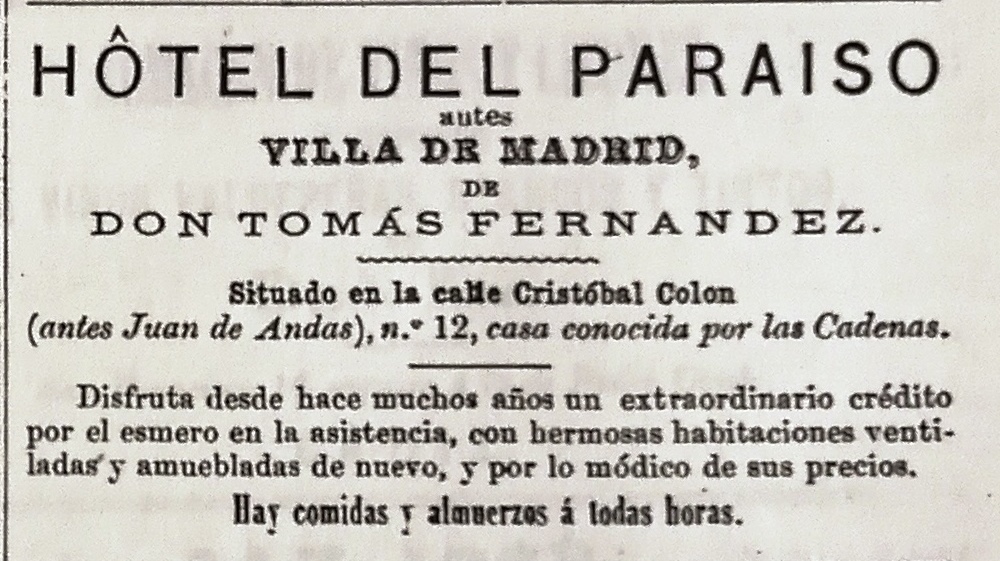 HÔTEL DEL PARAISO
antes
VILLA DE MADRID,
DE
DON TOMÁS FERNANDEZ.
Situado en la calle Cristóbal Colon
(antes Juan de Andas), n.º 12, casa conocida por las Cadenas.
Disfruta desde hace muchos años un extraordinario crédito
por el esmero en la asistencia, con hermosas habitaciones venti-
ladas y amuebladas de nuevo, y por lo módico de sus precios.
Hay comidas y almuerzos á todas horas.